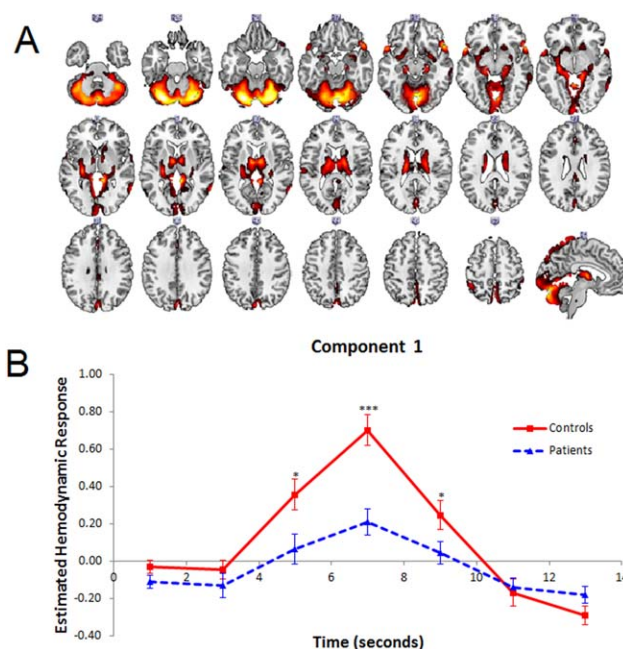 A
Component 1
B
Estimated Hemodynamic Response
1.00
0.80
0.60
0.40
0.20
0.00
-0.20
-0.40
0
2
4
6
8
10
12
14
*
***
*
Controls
Patients
Time (seconds)